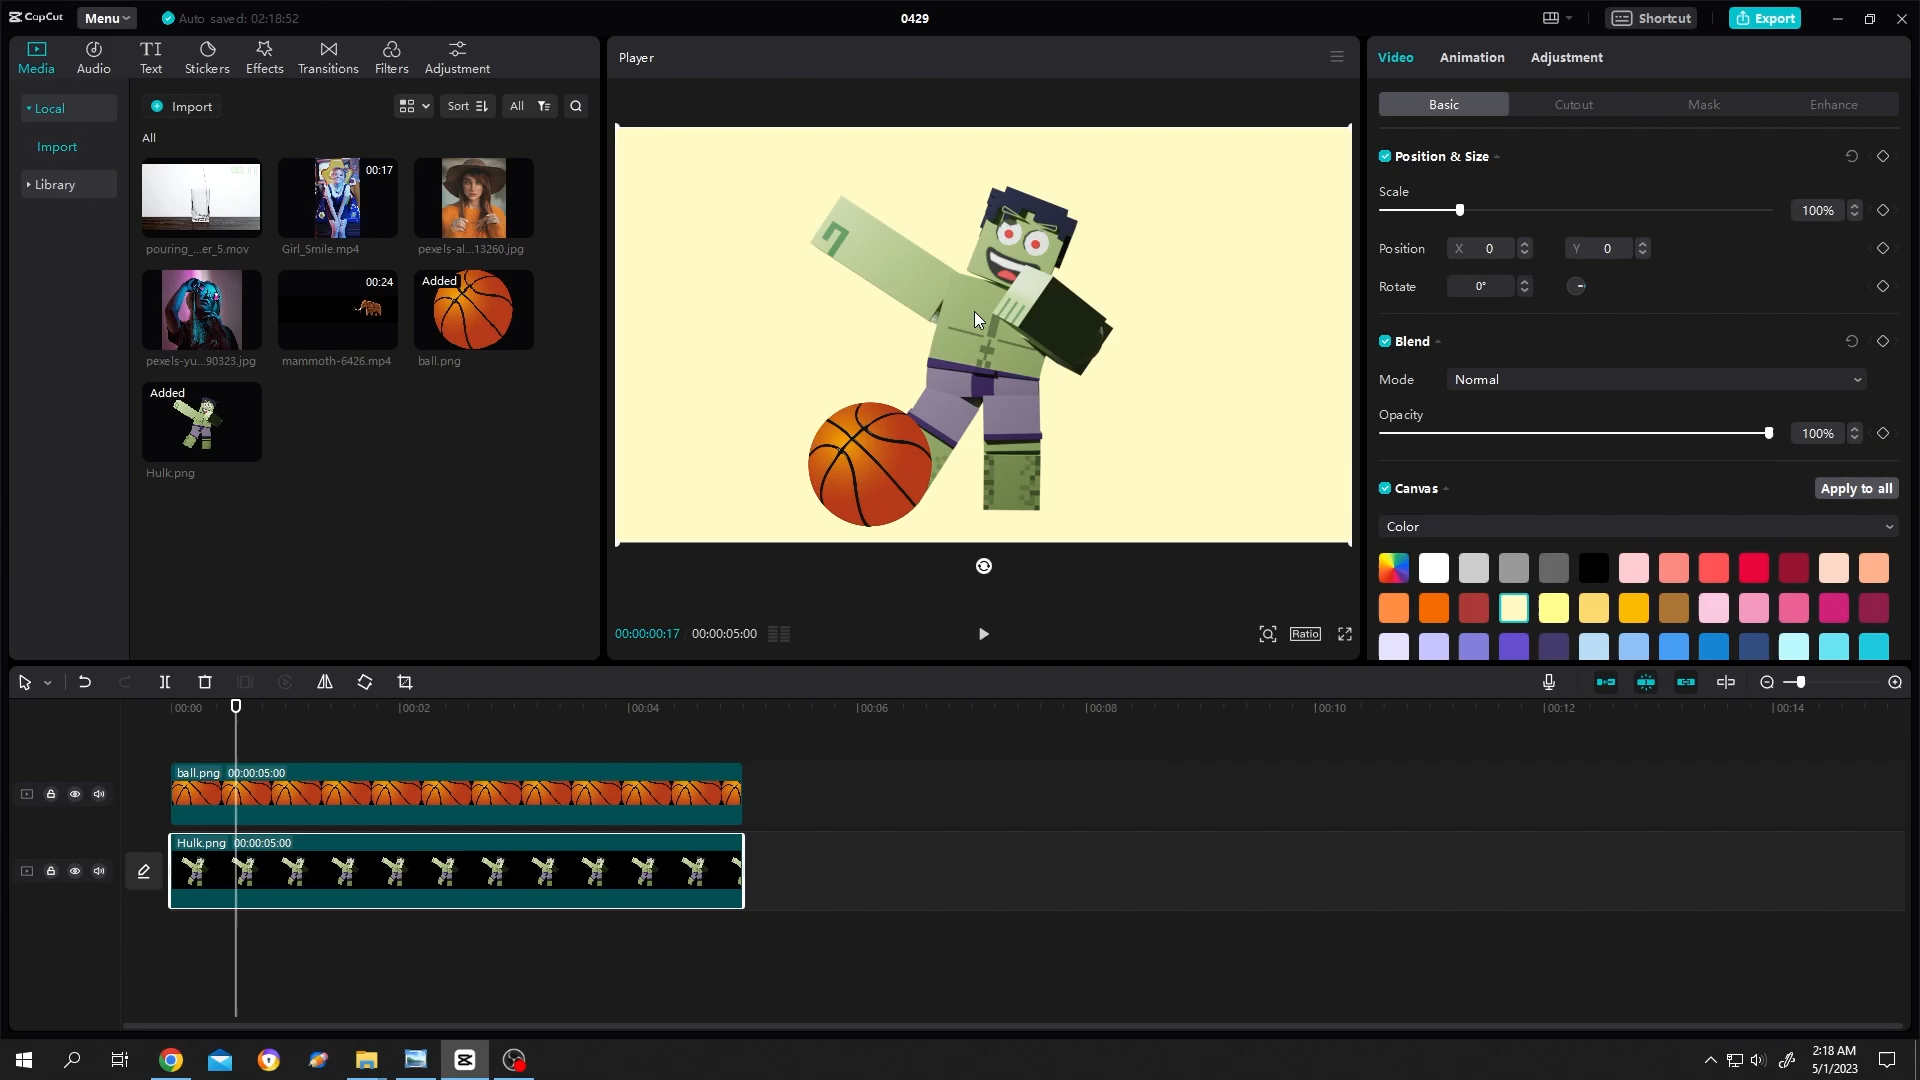 CapCut
Menu
Auto saved: 02:18:52
0429
Shortcut
Export
Media
Audio
TI
Text
Stickers
Effects
Transitions
Filters
Adjustment
Local
Import
Library
Import
Sort
All
All
00:17
pouring_...er_5.mov
Girl_Smile.mp4
pexels-al...13260.jpg
00:24
Added
pexels-yu...90323.jpg
mammoth-6426.mp4
ball.png
Added
Hulk.png
Player
00:00:00:17
00:00:05:00
Ratio
Video
Animation
Adjustment
Basic
Cutout
Mask
Enhance
Position & Size
Scale
100%
Position
X 0
Y 0
Rotate
0°
Blend
Mode
Normal
Opacity
100%
Canvas
Apply to all
Color
00:00
00:02
00:04
00:06
00:08
00:10
00:12
00:14
ball.png 00:00:05:00
Hulk.png 00:00:05:00
2:18 AM
5/1/2023